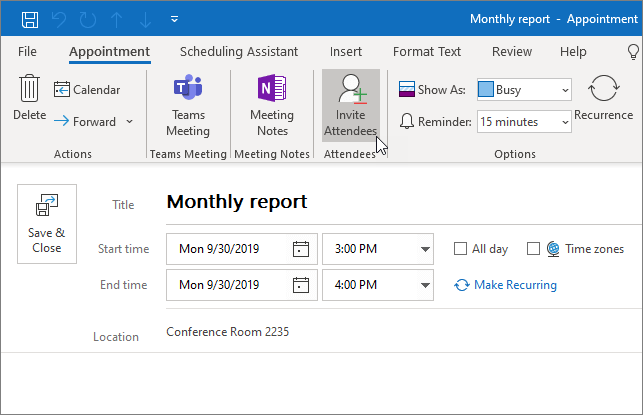 Monthly report - Appointment
File Appointment Scheduling Assistant Insert Format Text Review Help
Delete
Calendar
Forward
Actions
Teams
Meeting
Teams Meeting
Meeting
Notes
Meeting Notes
Invite
Attendees
Attendees
Show As: Busy
Reminder: 15 minutes
Recurrence
Options
Save &
Close
Title Monthly report
Start time Mon 9/30/2019 3:00 PM All day Time zones
End time Mon 9/30/2019 4:00 PM Make Recurring
Location Conference Room 2235